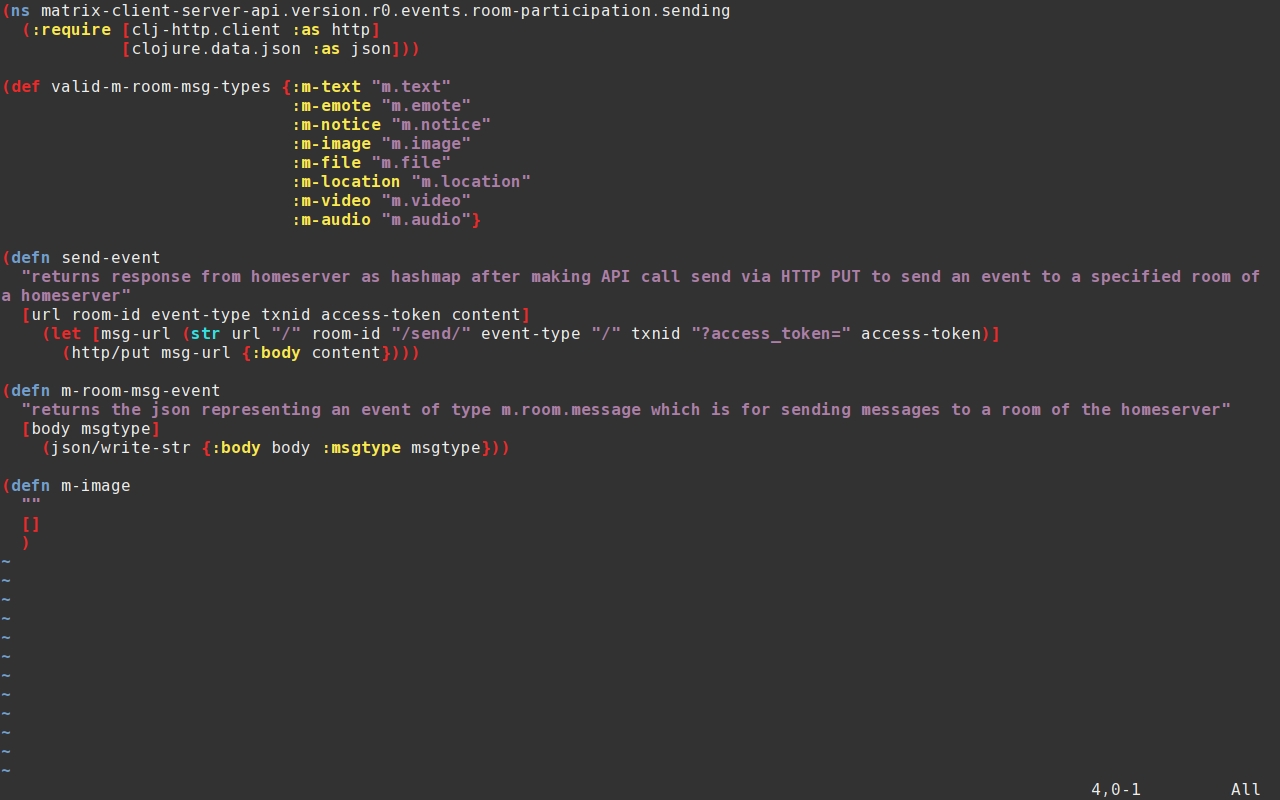 (ns matrix-client-server-api.version.r0.events.room-participation.sending
  (:require [clj-http.client :as http]
            [clojure.data.json :as json]))

(def valid-m-room-msg-types {:m-text "m.text"
                             :m-emote "m.emote"
                             :m-notice "m.notice"
                             :m-image "m.image"
                             :m-file "m.file"
                             :m-location "m.location"
                             :m-video "m.video"
                             :m-audio "m.audio"}

(defn send-event
  "returns response from homeserver as hashmap after making API call send via HTTP PUT to send an event to a specified room of
a homeserver"
  [url room-id event-type txnid access-token content]
    (let [msg-url (str url "/" room-id "/send/" event-type "/" txnid "?access_token=" access-token)]
      (http/put msg-url {:body content})))

(defn m-room-msg-event
  "returns the json representing an event of type m.room.message which is for sending messages to a room of the homeserver"
  [body msgtype]
    (json/write-str {:body body :msgtype msgtype}))

(defn m-image
  ""
  []
  )
~
~
~
~
~
~
~
~
~
~
~
~
4,0-1         All